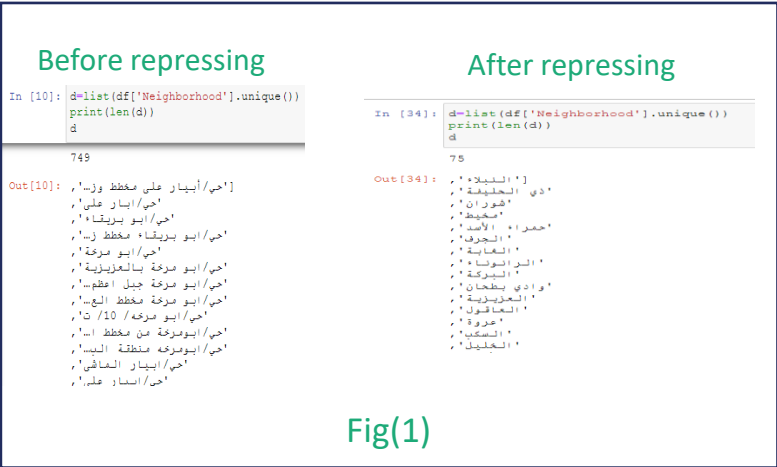 Before repressing
In [10]: d=list(df['Neighborhood'].unique())
print(len(d))
d
749
Out[10]: ['حي/أبيار على مخطط وز…',
'حي/ابار على',
'حي/ابو بريقاء',
'حي/ابو بريقاء مخطط ز…',
'حي/ابو مرخة',
'حي/ابو مرخة بالعزيزية',
'حي/ابو مرخة جبل اعظم…',
'حي/ابو مرخة مخطط الع…',
'حي/ابو مرخه/ 10/ ت',
'حي/ابومرخة من مخطط ا…',
'حي/ابومرخه منطقة الب…',
'حي/ابيار الماشي',
'حي/ابيار على',
After repressing
In [34]: d=list(df['Neighborhood'].unique())
print(len(d))
d
75
Out[34]: ['النبلاء',
'ذي الحليفة',
'شوران',
'مخيط',
'حمراء الأسد',
'الجرف',
'الغابة',
'الرانوناء',
'البركة',
'وادي بطحان',
'العزيزية',
'العاقول',
'عروة',
'السكب',
'الخليل',
Fig(1)